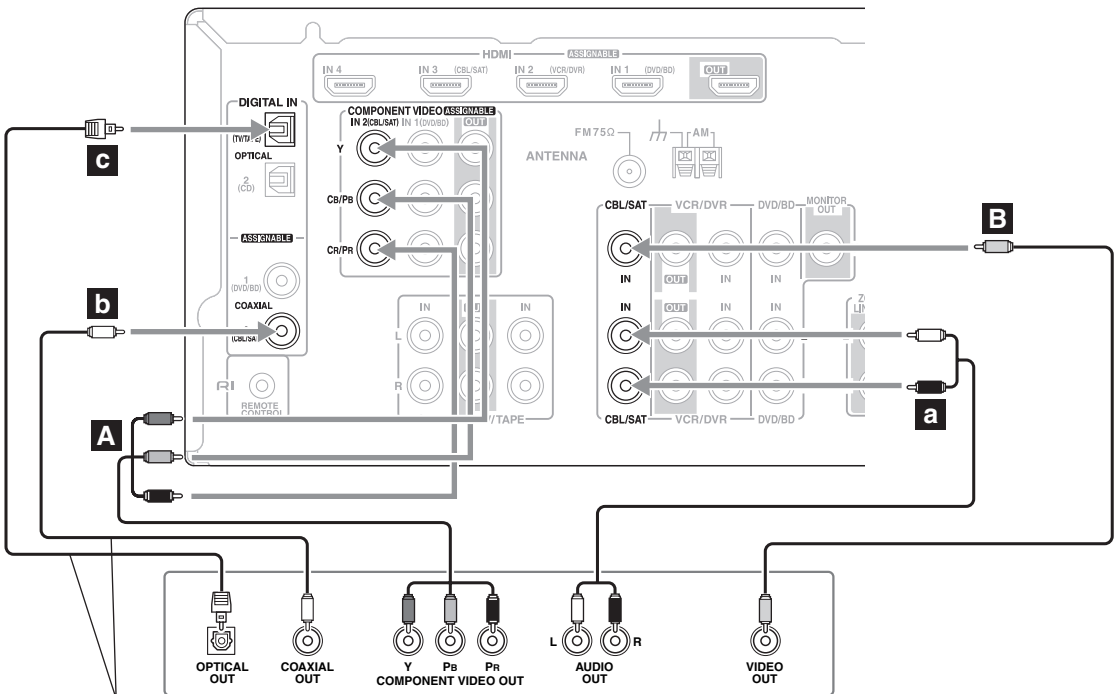 HDMI ASSIGNABLE
IN 4 IN 3 (CBL/SAT) IN 2 (VCR/DVR) IN 1 (DVD/BD) OUT
DIGITAL IN
OPTICAL
2
(CD)
ASSIGNABLE
1
(DVD/BD)
COAXIAL
COMPONENT VIDEO ASSIGNABLE
IN 2(CBL/SAT) IN 1(DVD/BD) OUT
Y
CB/PB
CR/PR
FM 75Ω AM
ANTENNA
CBL/SAT VCR/DVR DVD/BD MONITOR
OUT
IN OUT IN IN
IN OUT IN IN
CBL/SAT VCR/DVR DVD/BD
IN IN
L
R
RI
REMOTE
CONTROL
c
b
A
B
a
OPTICAL
OUT
COAXIAL
OUT
Y PB PR
COMPONENT VIDEO OUT
L R
AUDIO
OUT
VIDEO
OUT